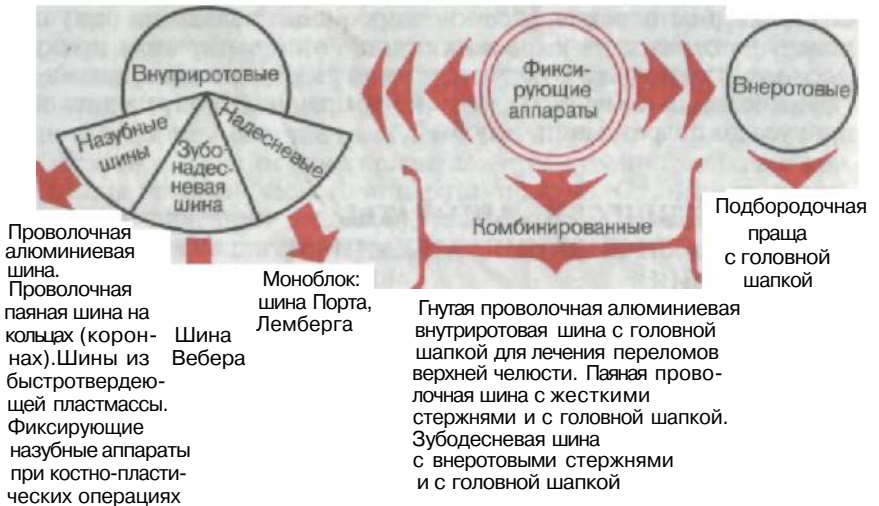 Внутриротовые
Назубные
шины
Зубо-
надес-
невая
шина
Надесневые
Фикси-
рующие
аппараты
Внеротовые
Комбинированные
Проволочная
алюминиевая
шина.
Проволочная
паяная шина на
кольцах (корон-
нах).Шины из
быстротвердею-
щей пластмассы.
Фиксирующие
назубные аппараты
при костно-пласти-
ческих операциях
Шина
Вебера
Моноблок:
шина Порта,
Лемберга
Гнутая проволочная алюминиевая
внутриротовая шина с головной
шапкой для лечения переломов
верхней челюсти. Паяная прово-
лочная шина с жесткими
стержнями и с головной шапкой.
Зубодесневая шина
с внеротовыми стержнями
и с головной шапкой
Подбородочная
праща
с головной
шапкой